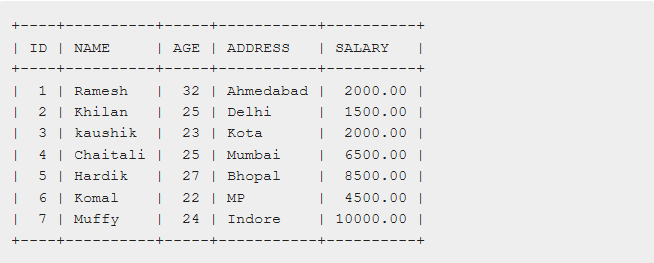 +----+----------+-----+-----------+----------+
| ID | NAME     | AGE | ADDRESS   | SALARY   |
+----+----------+-----+-----------+----------+
|  1 | Ramesh   |  32 | Ahmedabad |  2000.00 |
|  2 | Khilan   |  25 | Delhi     |  1500.00 |
|  3 | kaushik  |  23 | Kota      |  2000.00 |
|  4 | Chaitali |  25 | Mumbai    |  6500.00 |
|  5 | Hardik   |  27 | Bhopal    |  8500.00 |
|  6 | Komal    |  22 | MP        |  4500.00 |
|  7 | Muffy    |  24 | Indore    | 10000.00 |
+----+----------+-----+-----------+----------+